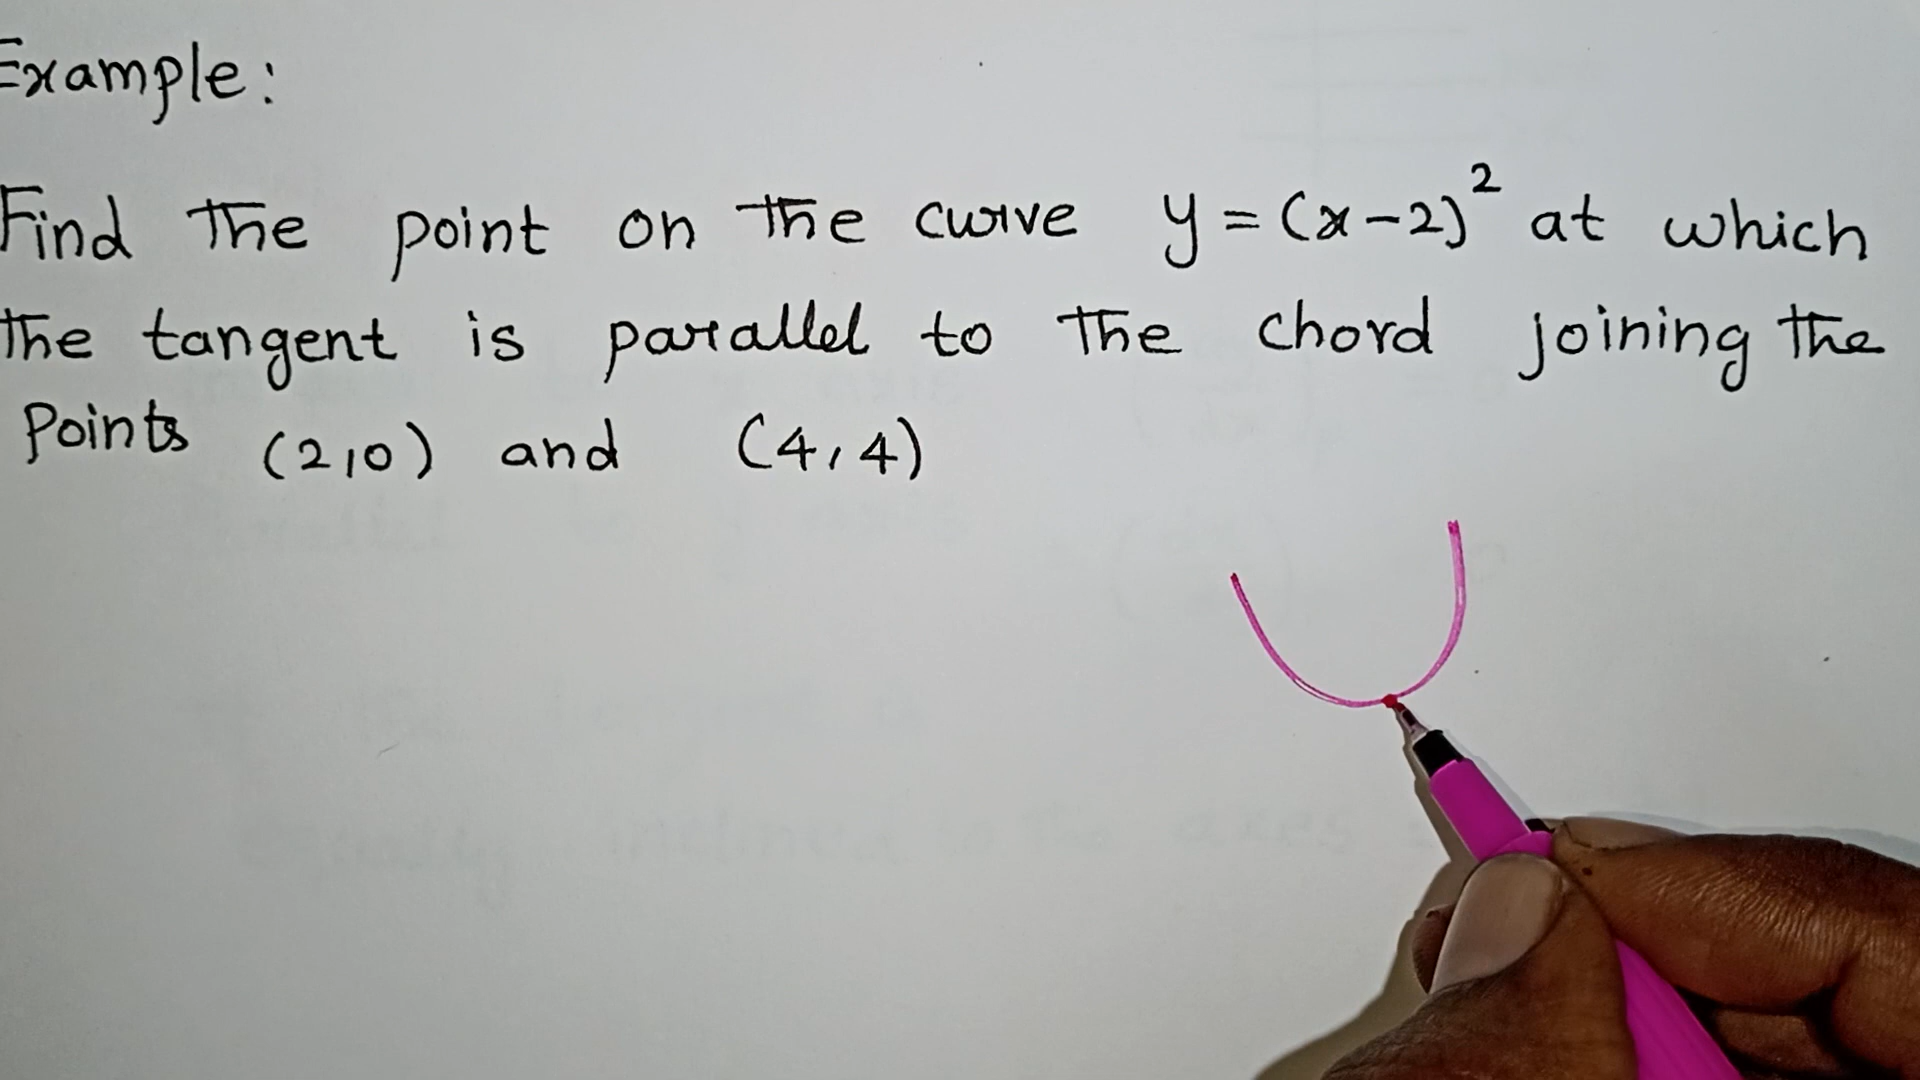 Example:
Find the point on the curve y = (x-2)² at which
the tangent is parallel to the chord joining the
Points (2,0) and (4,4)